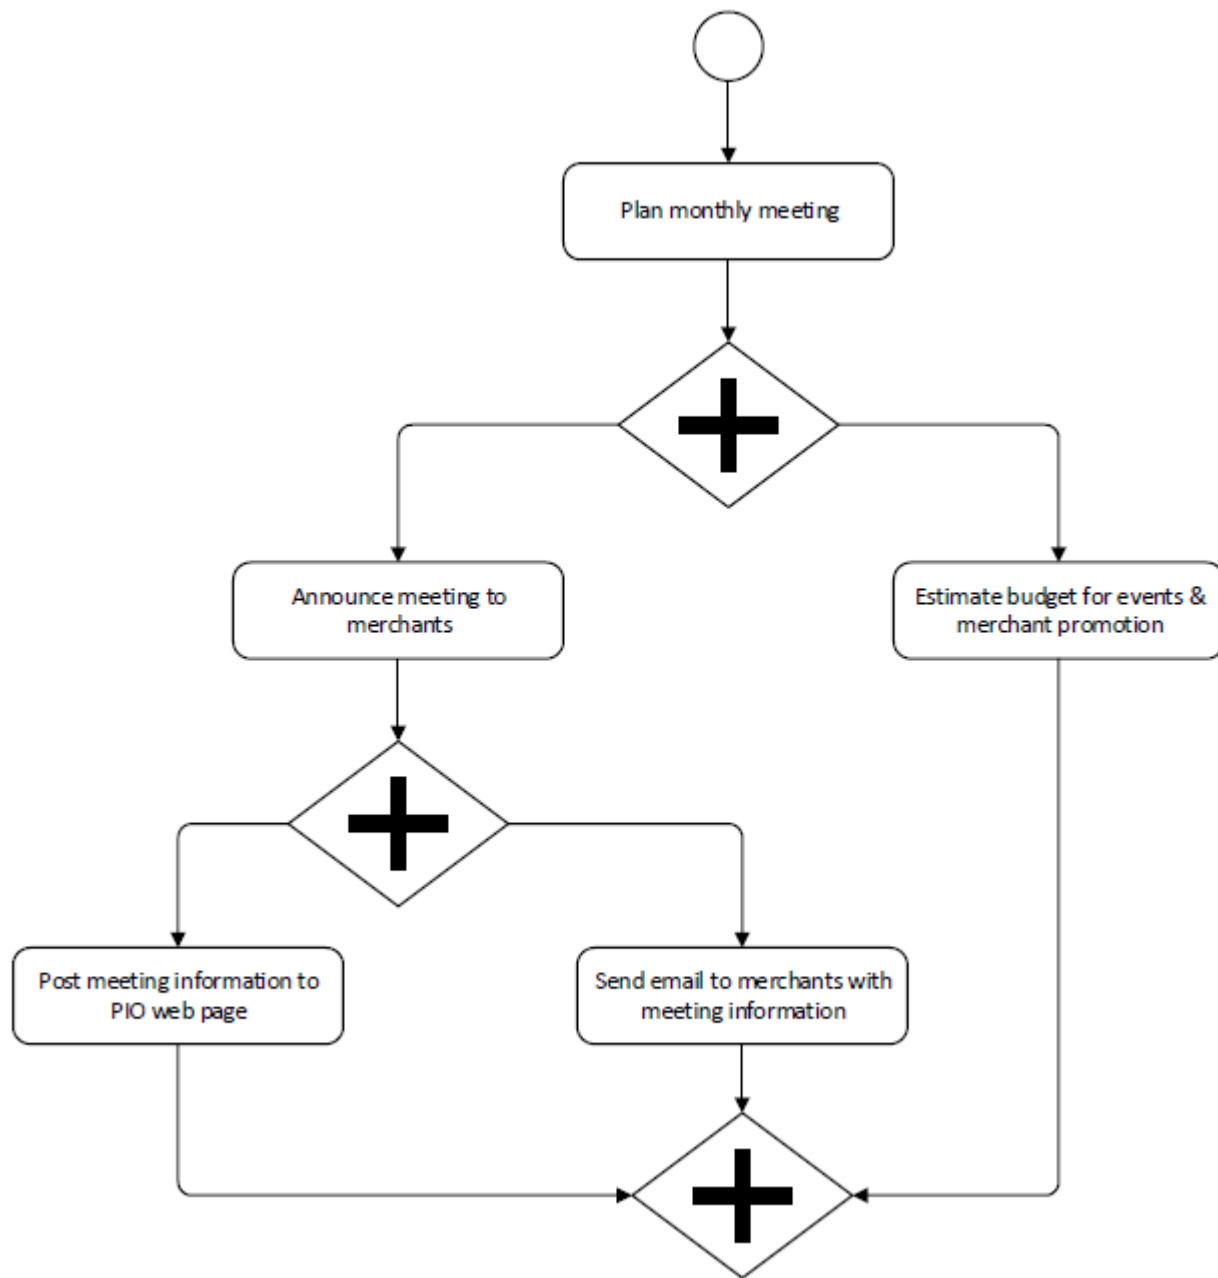 Plan monthly meeting
Announce meeting to
merchants
Estimate budget for events &
merchant promotion
Post meeting information to
PIO web page
Send email to merchants with
meeting information